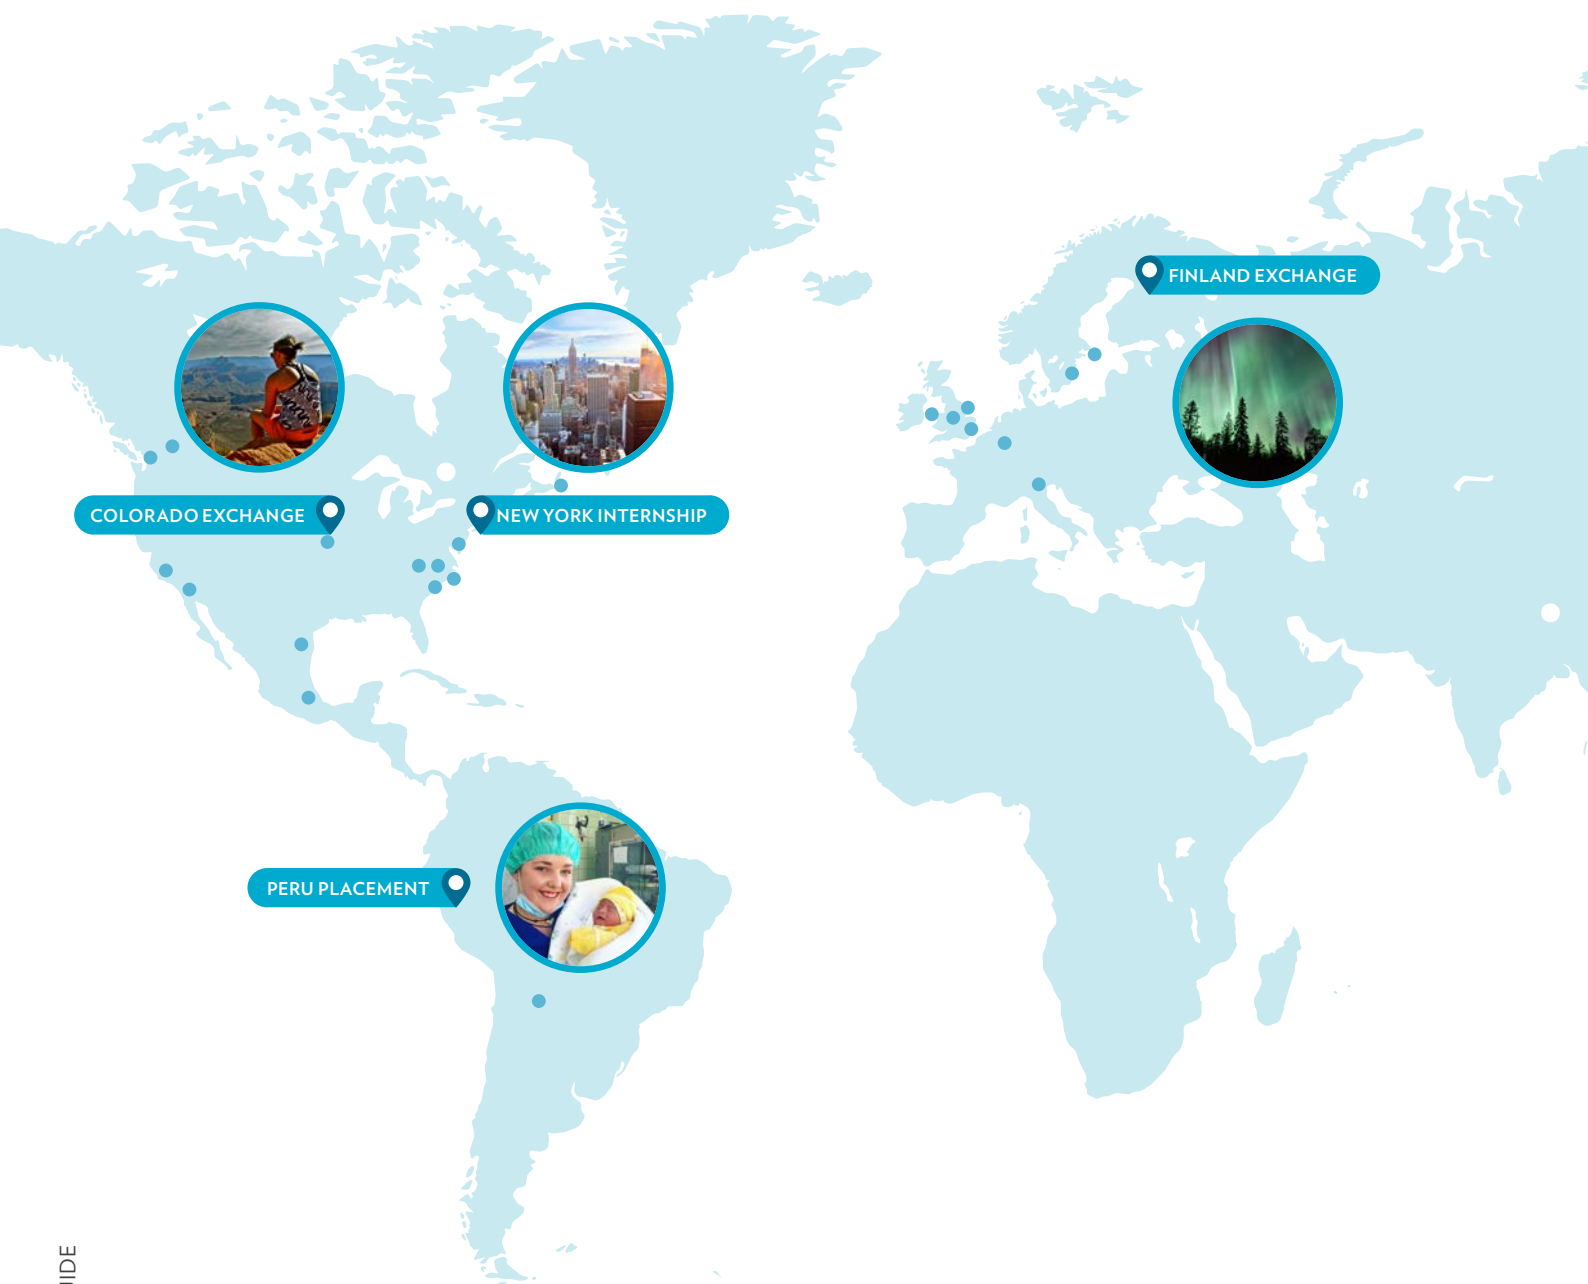 FINLAND EXCHANGE
COLORADO EXCHANGE
NEW YORK INTERNSHIP
PERU PLACEMENT